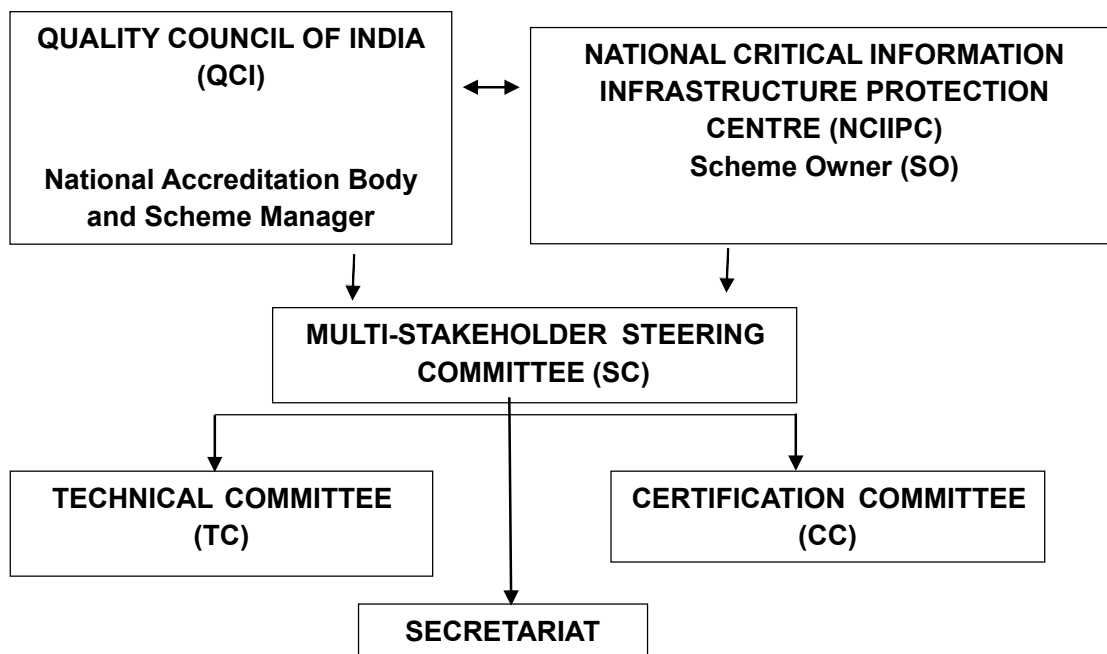 QUALITY COUNCIL OF INDIA
(QCI)
National Accreditation Body
and Scheme Manager
NATIONAL CRITICAL INFORMATION
INFRASTRUCTURE PROTECTION
CENTRE (NCIIPC)
Scheme Owner (SO)
MULTI-STAKEHOLDER STEERING
COMMITTEE (SC)
TECHNICAL COMMITTEE
(TC)
CERTIFICATION COMMITTEE
(CC)
SECRETARIAT